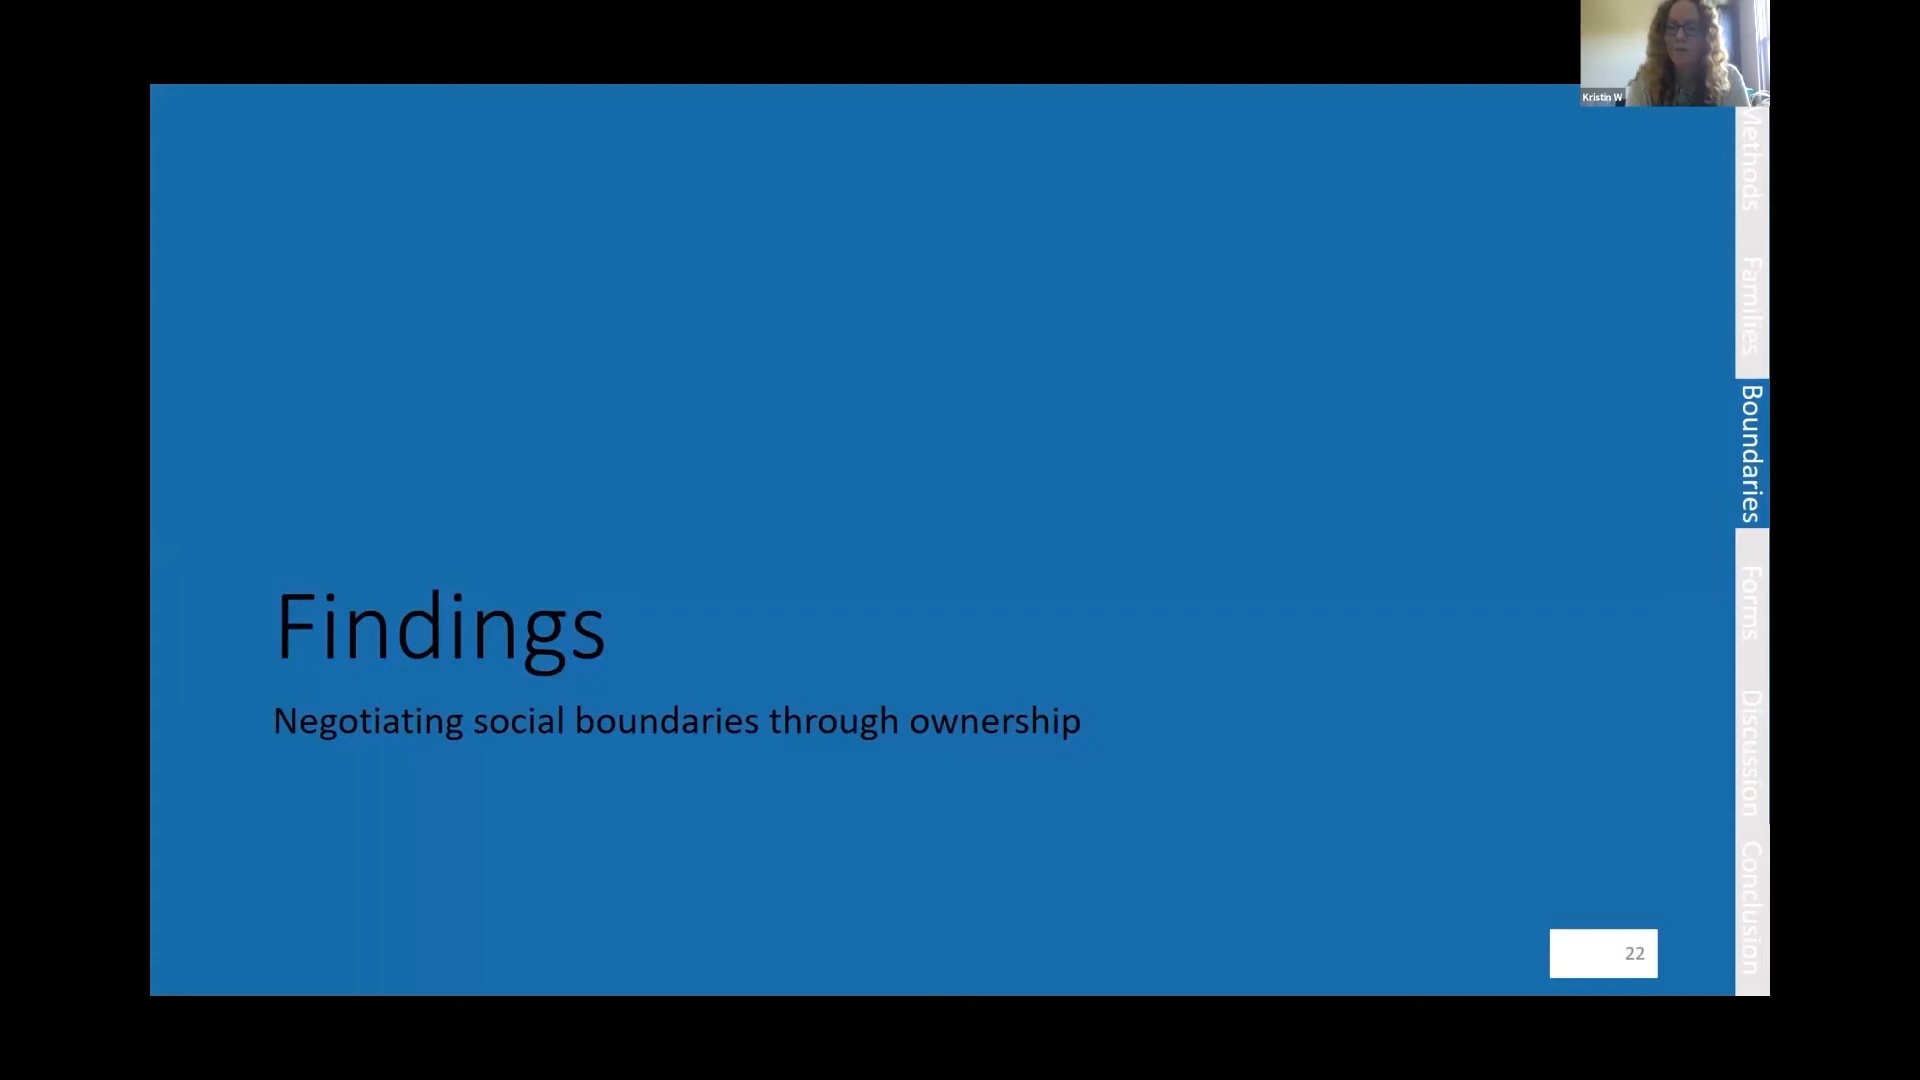 Kristin W
Methods
Families
Boundaries
Forms
Discussion
Conclusion
Findings
Negotiating social boundaries through ownership
22